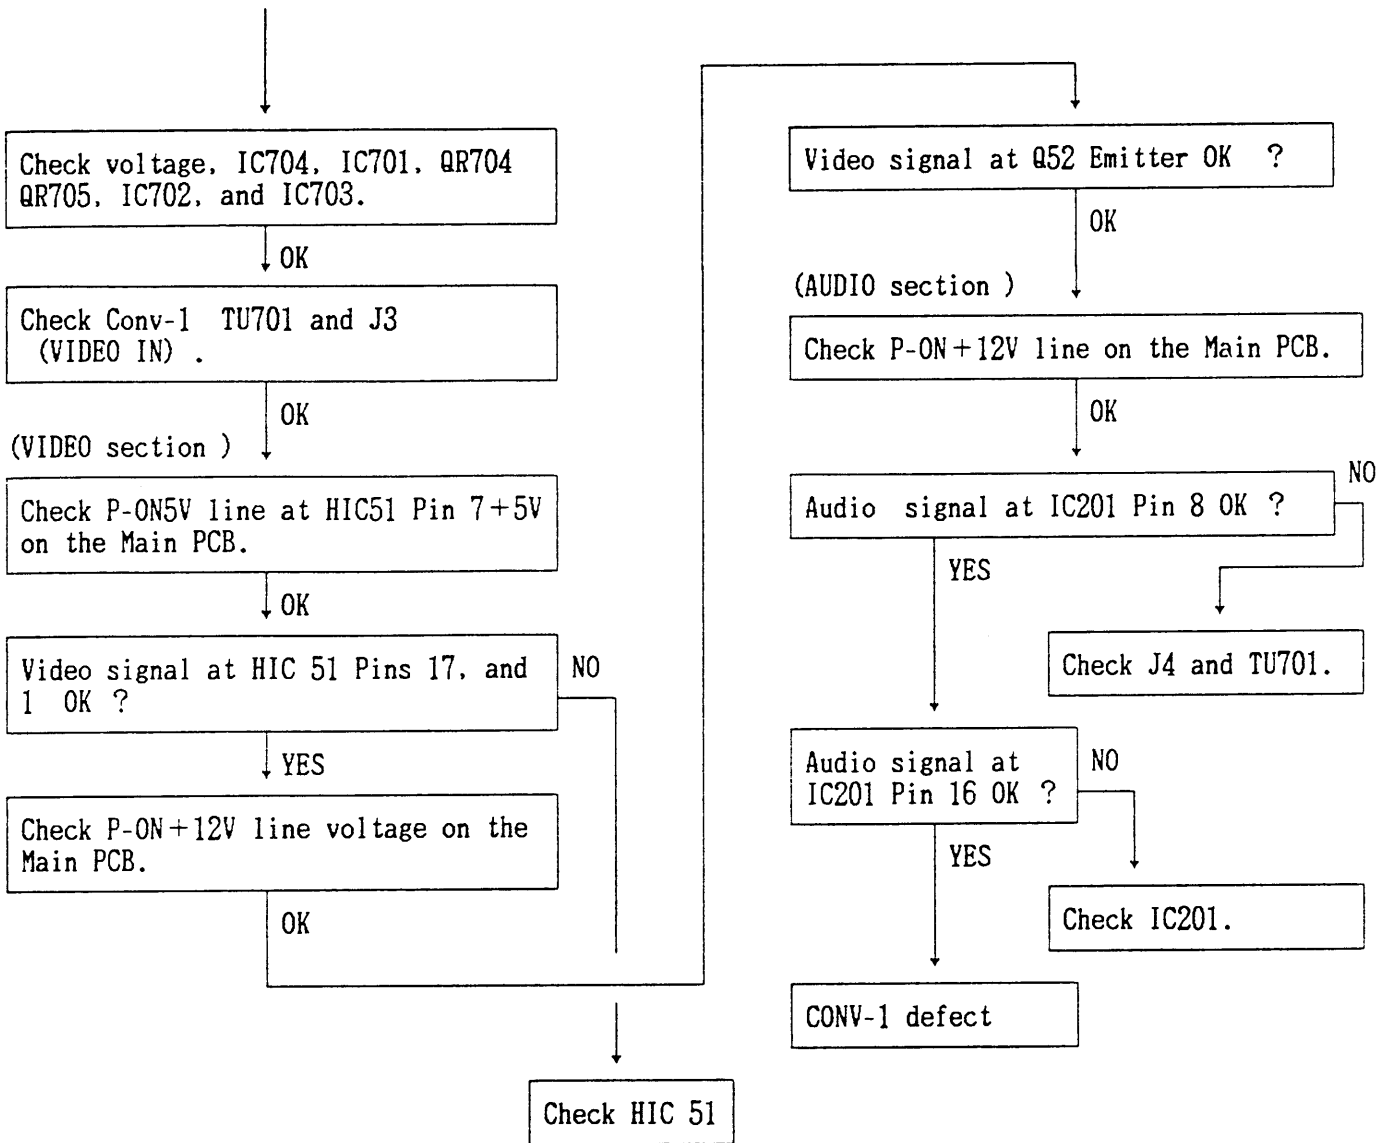 Check voltage, IC704, IC701, QR704
QR705, IC702, and IC703.
OK
Check Conv-1 TU701 and J3
(VIDEO IN) .
OK
(VIDEO section )
Check P-ON5V line at HIC51 Pin 7+5V
on the Main PCB.
OK
Video signal at HIC 51 Pins 17, and
1 OK ?
NO
YES
Check P-ON+12V line voltage on the
Main PCB.
OK
Check HIC 51
Video signal at Q52 Emitter OK ?
OK
(AUDIO section )
Check P-ON+12V line on the Main PCB.
OK
Audio signal at IC201 Pin 8 OK ?
NO
YES
Check J4 and TU701.
Audio signal at
IC201 Pin 16 OK ?
NO
YES
Check IC201.
CONV-1 defect